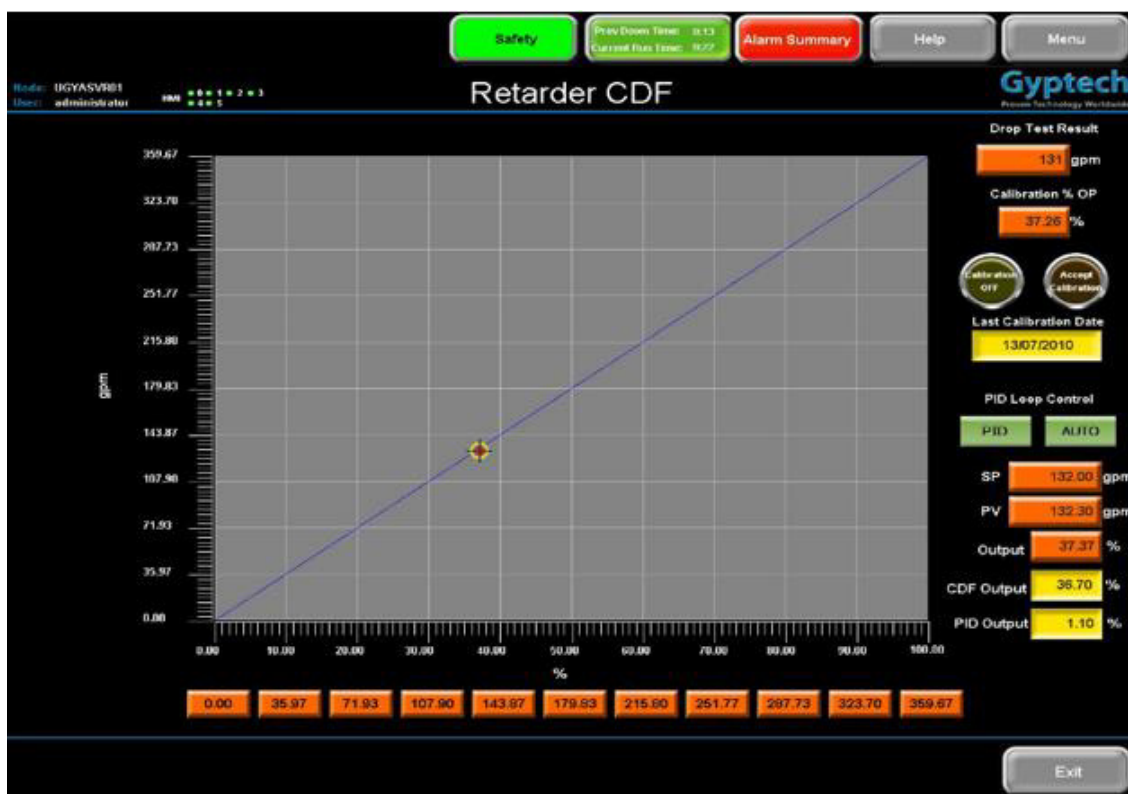 Safety
Prev Down Time: 0:13
Current Run Time: 0:22
Alarm Summary
Help
Menu
Node: UGYASVR01
User: administrator
HMI
0 1 2 3
4 5
Retarder CDF
Gyptech
Proven Technology Worldwide
Drop Test Result
131 gpm
Calibration % OP
37.26 %
Calibration OFF
Accept Calibration
Last Calibration Date
13/07/2010
PID Loop Control
PID AUTO
SP 132.00 gpm
PV 132.30 gpm
Output 37.37 %
CDF Output 36.70 %
PID Output 1.10 %
359.67
323.70
287.73
251.77
215.80
179.83
143.87
107.90
71.93
35.97
0.00
gpm
0.00 10.00 20.00 30.00 40.00 50.00 60.00 70.00 80.00 90.00 100.00
%
0.00 35.97 71.93 107.90 143.87 179.83 215.80 251.77 287.73 323.70 359.67
Exit